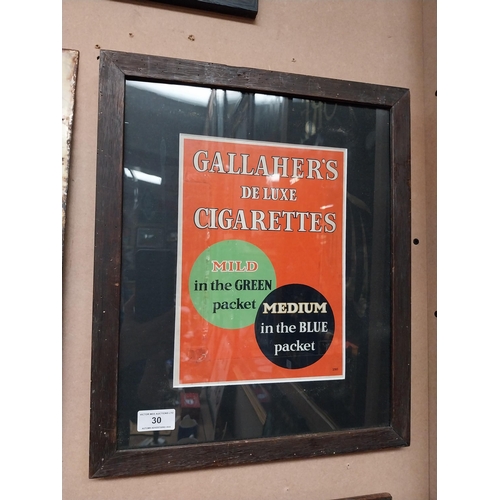 GALLAHER'S
DE LUXE
CIGARETTES
MILD
in the GREEN
packet
MEDIUM
in the BLUE
packet
30